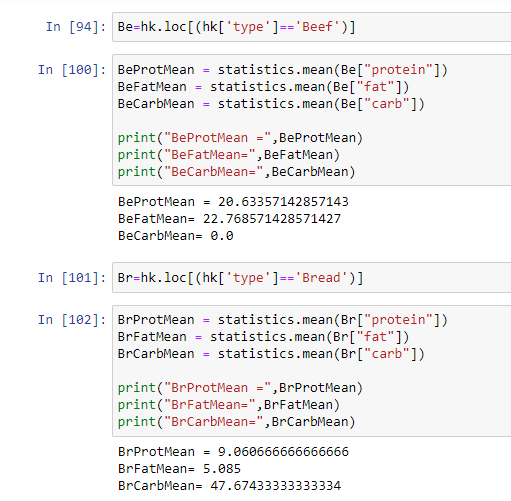 In [94]: Be=hk.loc[(hk['type']=='Beef')]
In [100]: BeProtMean = statistics.mean(Be["protein"])
BeFatMean = statistics.mean(Be["fat"])
BeCarbMean = statistics.mean(Be["carb"])
print("BeProtMean =",BeProtMean)
print("BeFatMean=",BeFatMean)
print("BeCarbMean=",BeCarbMean)
BeProtMean = 20.63357142857143
BeFatMean= 22.768571428571427
BeCarbMean= 0.0
In [101]: Br=hk.loc[(hk['type']=='Bread')]
In [102]: BrProtMean = statistics.mean(Br["protein"])
BrFatMean = statistics.mean(Br["fat"])
BrCarbMean = statistics.mean(Br["carb"])
print("BrProtMean =",BrProtMean)
print("BrFatMean=",BrFatMean)
print("BrCarbMean=",BrCarbMean)
BrProtMean = 9.060666666666666
BrFatMean= 5.085
BrCarbMean= 47.67433333333334